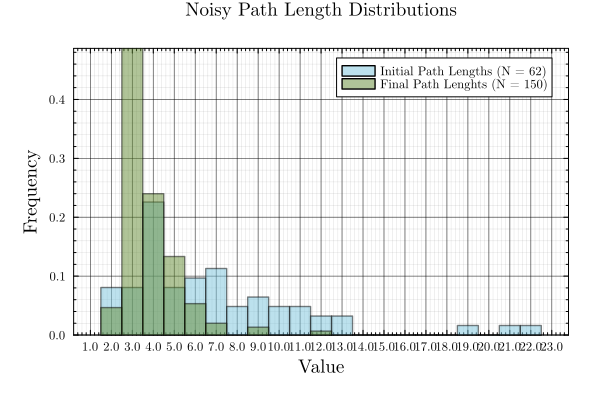 Noisy Path Length Distributions
Initial Path Lengths (N = 62)
Final Path Lenghts (N = 150)
Frequency
0.4
0.3
0.2
0.1
0.0
1.0 2.0 3.0 4.0 5.0 6.0 7.0 8.0 9.0 10.0 11.0 12.0 13.0 14.0 15.0 16.0 17.0 18.0 19.0 20.0 21.0 22.0 23.0
Value